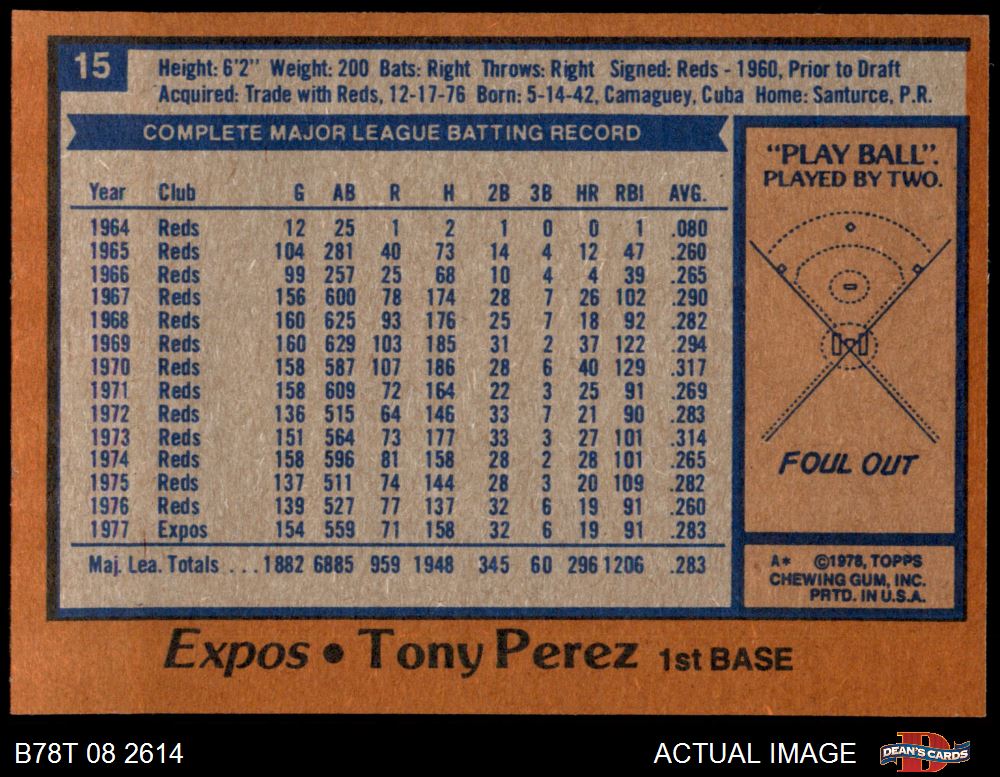 15
Height: 6'2" Weight: 200 Bats: Right Throws: Right Signed: Reds - 1960, Prior to Draft
Acquired: Trade with Reds, 12-17-76 Born: 5-14-42, Camaguey, Cuba Home: Santurce, P.R.
COMPLETE MAJOR LEAGUE BATTING RECORD
Year Club G AB R H 2B 3B HR RBI AVG.
1964 Reds 12 25 1 2 1 0 0 1 .080
1965 Reds 104 281 40 73 14 4 12 47 .260
1966 Reds 99 257 25 68 10 4 4 39 .265
1967 Reds 156 600 78 174 28 7 26 102 .290
1968 Reds 160 625 93 176 25 7 18 92 .282
1969 Reds 160 629 103 185 31 2 37 122 .294
1970 Reds 158 587 107 186 28 6 40 129 .317
1971 Reds 158 609 72 164 22 3 25 91 .269
1972 Reds 136 515 64 146 33 7 21 90 .283
1973 Reds 151 564 73 177 33 3 27 101 .314
1974 Reds 158 596 81 158 28 2 28 101 .265
1975 Reds 137 511 74 144 28 3 20 109 .282
1976 Reds 139 527 77 137 32 6 19 91 .260
1977 Expos 154 559 71 158 32 6 19 91 .283
Maj. Lea. Totals ...1882 6885 959 1948 345 60 296 1206 .283
"PLAY BALL".
PLAYED BY TWO.
FOUL OUT
A* ©1978, TOPPS
CHEWING GUM, INC.
PRTD. IN U.S.A.
Expos • Tony Perez 1st BASE
B78T 08 2614
ACTUAL IMAGE
D
DEAN'S CARDS